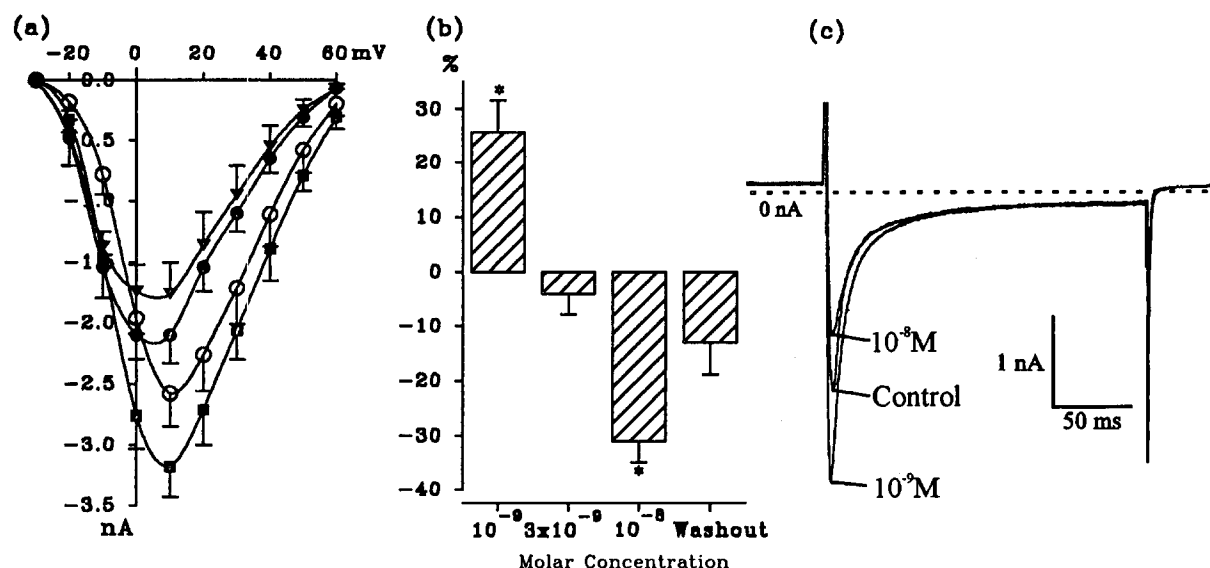 (a)
-20 0 20 40 60 mV
0.0
0.5
-1.0
-1.5
-2.0
-2.5
-3.0
-3.5
nA
(b)
%
30
20
10
0
-10
-20
-30
-40
*
*
10⁻⁹ 3x10⁻⁹ 10⁻⁸ Washout
Molar Concentration
(c)
0 nA
10⁻⁸M
Control
10⁻⁹M
1 nA
50 ms